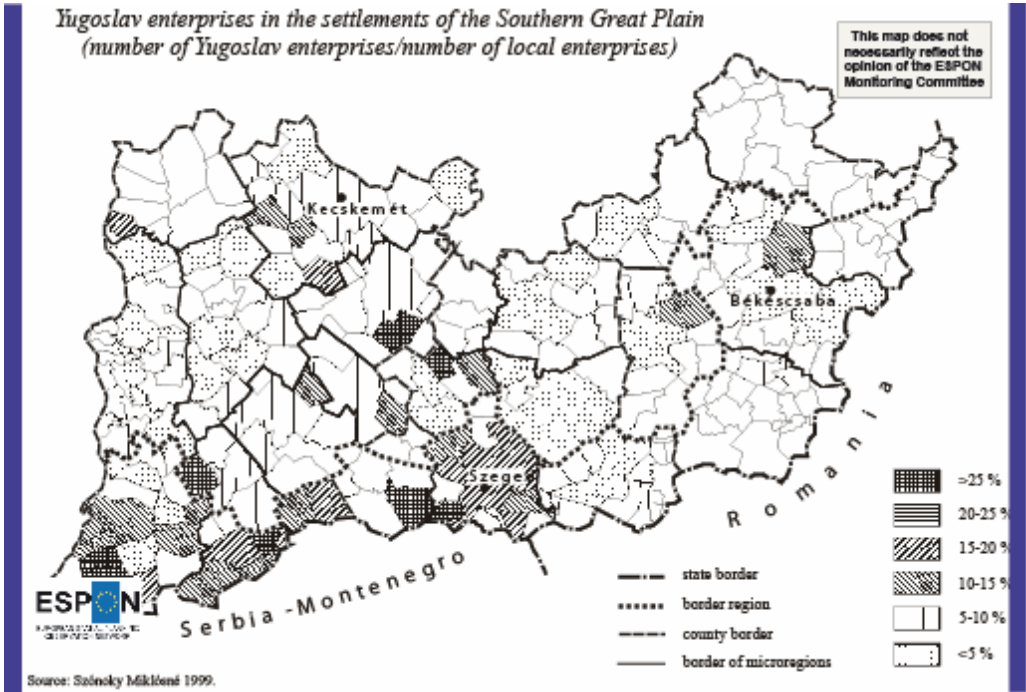 Yugoslav enterprises in the settlements of the Southern Great Plain
(number of Yugoslav enterprises/number of local enterprises)
This map does not
necessarily reflect the
opinion of the ESPON
Monitoring Committee
Kecskemét
Békéscsaba
Szeged
Romania
Serbia-Montenegro
>25 %
20-25 %
15-20 %
10-15 %
5-10 %
<5 %
state border
border region
county border
border of microregions
ESPON
Source: Szónoky Miklósné 1999.